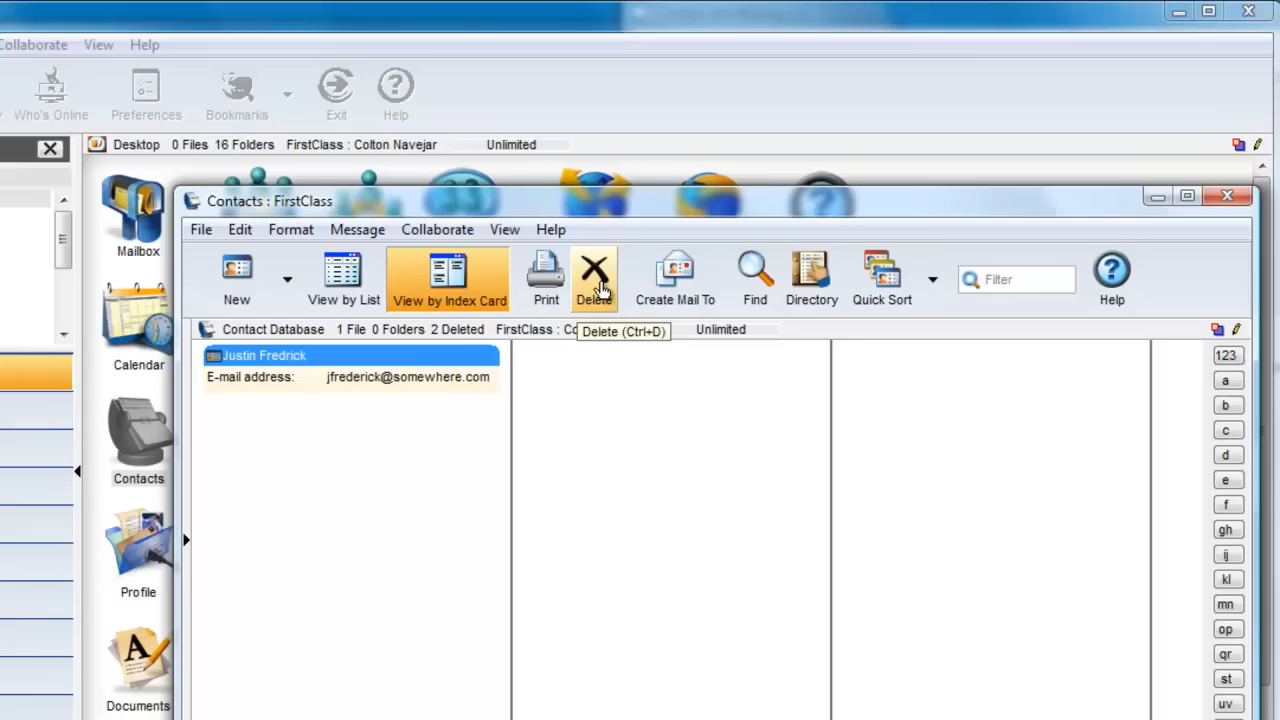 Collaborate View Help
Who's Online Preferences Bookmarks Exit Help
Desktop 0 Files 16 Folders FirstClass : Colton Navejar Unlimited
Mailbox
Calendar
Contacts
Profile
Documents
Contacts : FirstClass
File Edit Format Message Collaborate View Help
New View by List View by Index Card Print Delete Create Mail To Find Directory Quick Sort Filter Help
Contact Database 1 File 0 Folders 2 Deleted FirstClass : Unlimited
Delete (Ctrl+D)
Justin Fredrick
E-mail address: jfrederick@somewhere.com
123
a
b
c
d
e
f
gh
ij
kl
mn
op
qr
st
uv